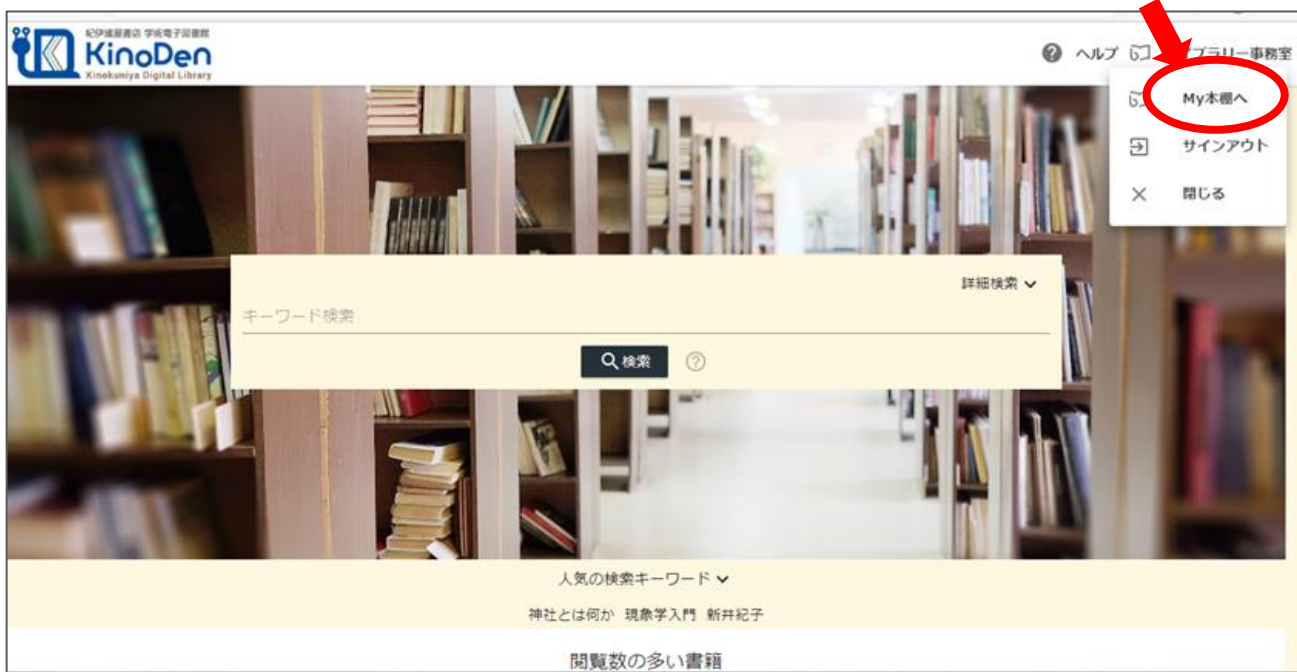 紀伊國屋書店 学術電子図書館
KinoDen
Kinokuniya Digital Library
ヘルプ
ブラリー事務室
My本棚へ
サインアウト
閉じる
詳細検索
キーワード検索
検索
人気の検索キーワード
神社とは何か 現象学入門 新井紀子
閲覧数の多い書籍